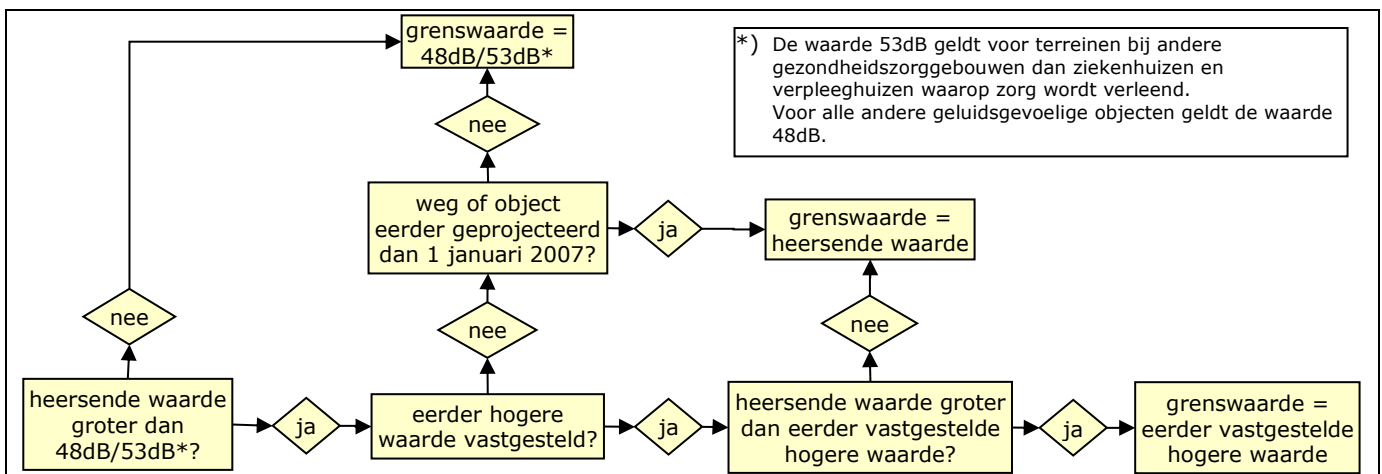 grenswaarde =
48dB/53dB*
*) De waarde 53dB geldt voor terreinen bij andere
gezondheidszorggebouwen dan ziekenhuizen en
verpleeghuizen waarop zorg wordt verleend.
Voor alle andere geluidsgevoelige objecten geldt de waarde
48dB.
nee
weg of object
eerder geprojecteerd
dan 1 januari 2007?
ja
grenswaarde =
heersende waarde
nee
nee
nee
heersende waarde
groter dan
48dB/53dB*?
ja
eerder hogere
waarde vastgesteld?
ja
heersende waarde groter
dan eerder vastgestelde
hogere waarde?
ja
grenswaarde =
eerder vastgestelde
hogere waarde